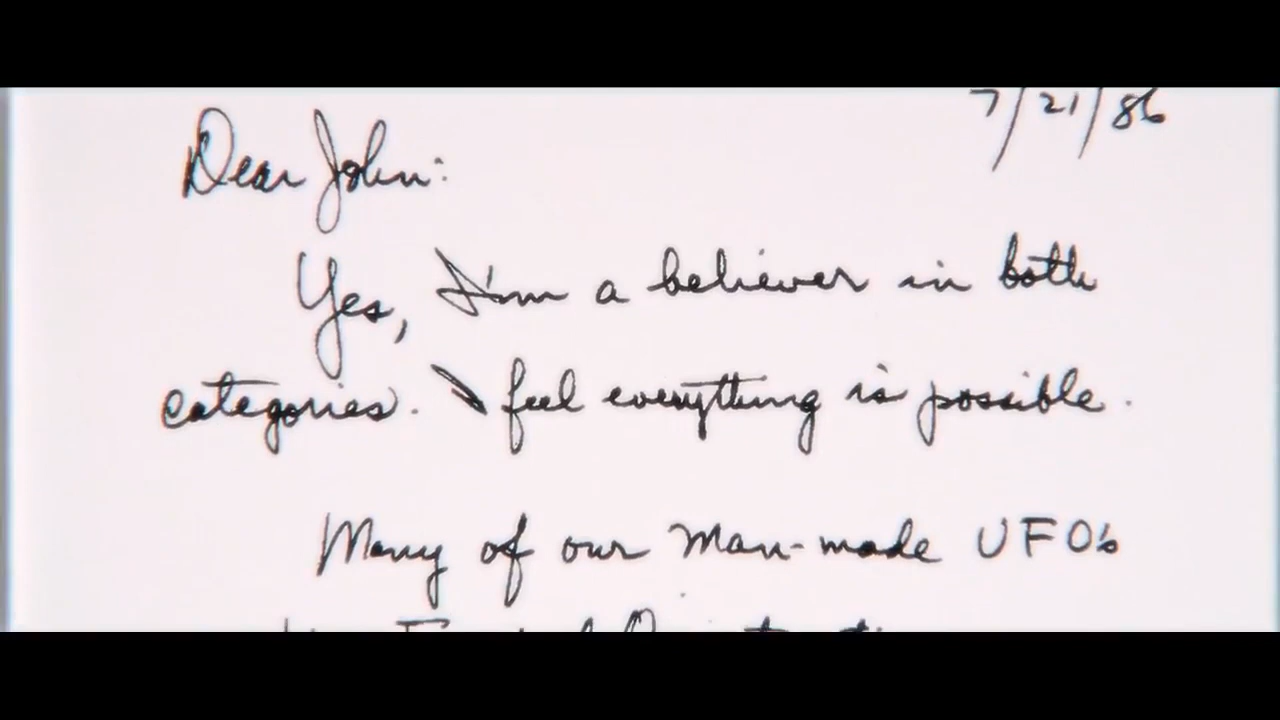 7/21/86
Dear John:
Yes, I'm a believer in both
categories. I feel everything is possible.
Many of our man-made UFO's